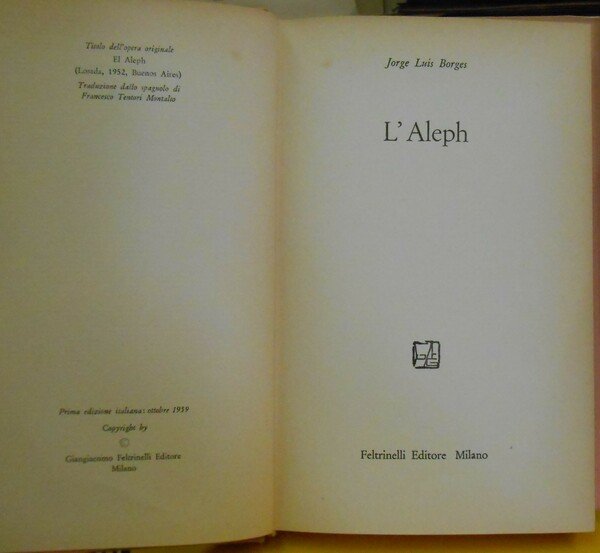 Titolo dell'opera originale
El Aleph
(Losada, 1952, Buenos Aires)
Traduzione dallo spagnolo di
Francesco Tentori Montalto
Prima edizione italiana: ottobre 1959
Copyright by
©
Giangiacomo Feltrinelli Editore
Milano
Jorge Luis Borges
L'Aleph
Feltrinelli Editore Milano